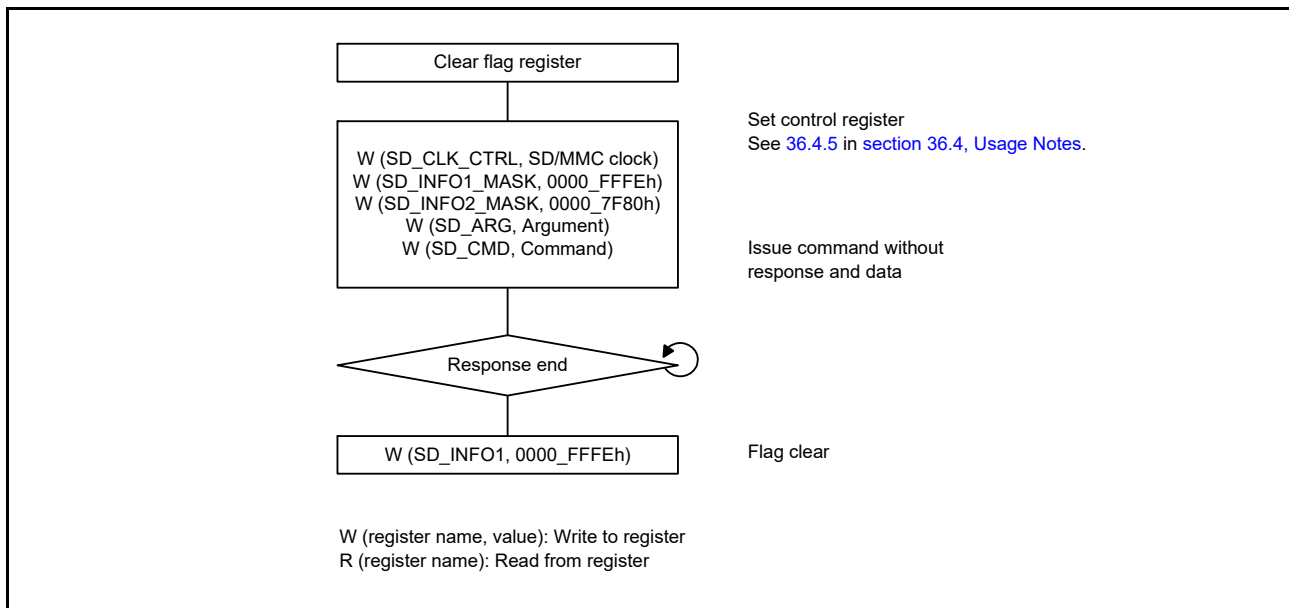 Clear flag register
Set control register
See 36.4.5 in section 36.4, Usage Notes.
W (SD_CLK_CTRL, SD/MMC clock)
W (SD_INFO1_MASK, 0000_FFFEh)
W (SD_INFO2_MASK, 0000_7F80h)
W (SD_ARG, Argument)
W (SD_CMD, Command)
Issue command without
response and data
Response end
W (SD_INFO1, 0000_FFFEh)
Flag clear
W (register name, value): Write to register
R (register name): Read from register